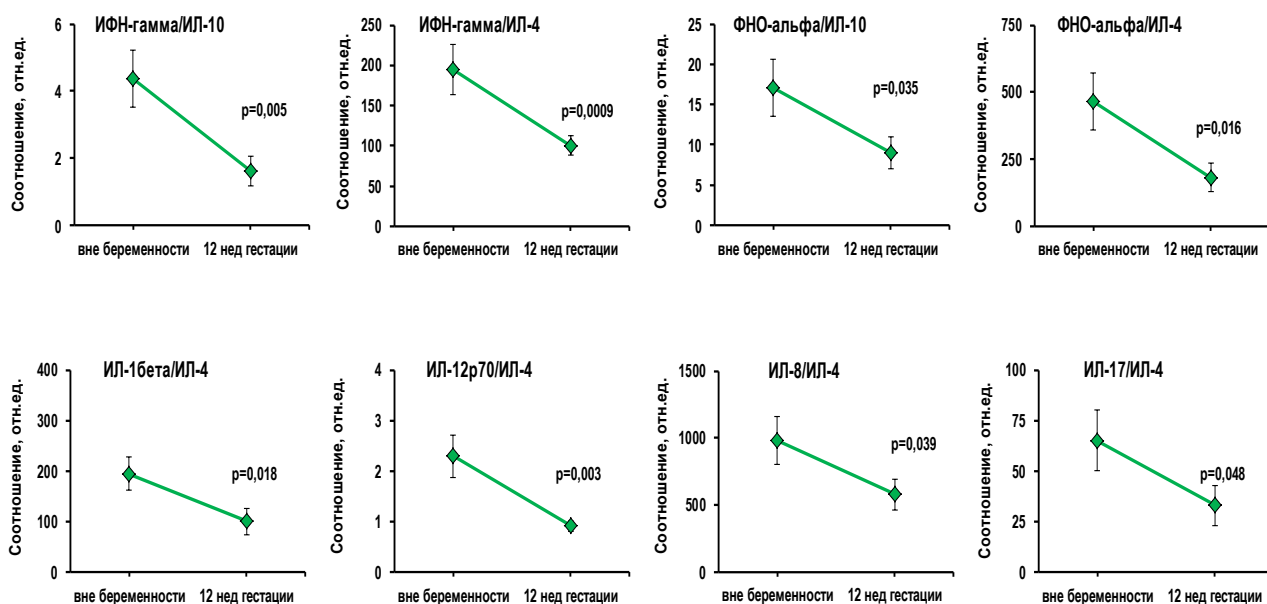 ИФН-гамма/ИЛ-10
Соотношение, отн.ед.
6
4
2
0
p=0,005
вне беременности 12 нед гестации
ИФН-гамма/ИЛ-4
Соотношение, отн.ед.
250
200
150
100
50
0
p=0,0009
вне беременности 12 нед гестации
ФНО-альфа/ИЛ-10
Соотношение, отн.ед.
25
20
15
10
5
0
p=0,035
вне беременности 12 нед гестации
ФНО-альфа/ИЛ-4
Соотношение, отн.ед.
750
500
250
0
p=0,016
вне беременности 12 нед гестации
ИЛ-1бета/ИЛ-4
Соотношение, отн.ед.
400
300
200
100
0
p=0,018
вне беременности 12 нед гестации
ИЛ-12р70/ИЛ-4
Соотношение, отн.ед.
4
3
2
1
0
p=0,003
вне беременности 12 нед гестации
ИЛ-8/ИЛ-4
Соотношение, отн.ед.
1500
1000
500
0
p=0,039
вне беременности 12 нед гестации
ИЛ-17/ИЛ-4
Соотношение, отн.ед.
100
75
50
25
0
p=0,048
вне беременности 12 нед гестации